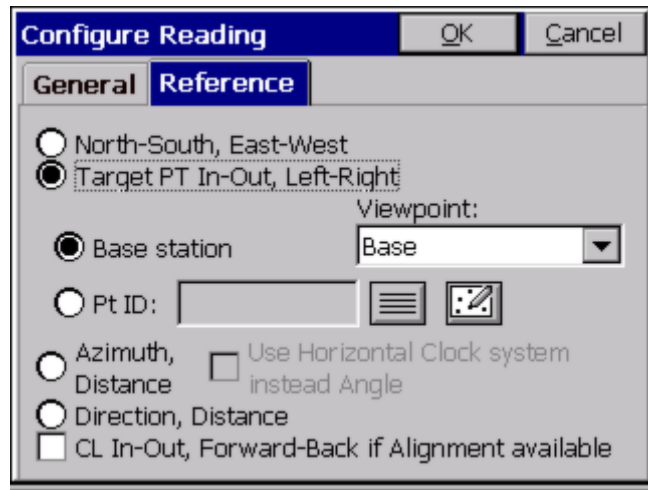 Configure Reading OK Cancel
General Reference
North-South, East-West
Target PT In-Out, Left-Right
Viewpoint:
Base station Base
Pt ID:
Azimuth, Use Horizontal Clock system
Distance instead Angle
Direction, Distance
CL In-Out, Forward-Back if Alignment available